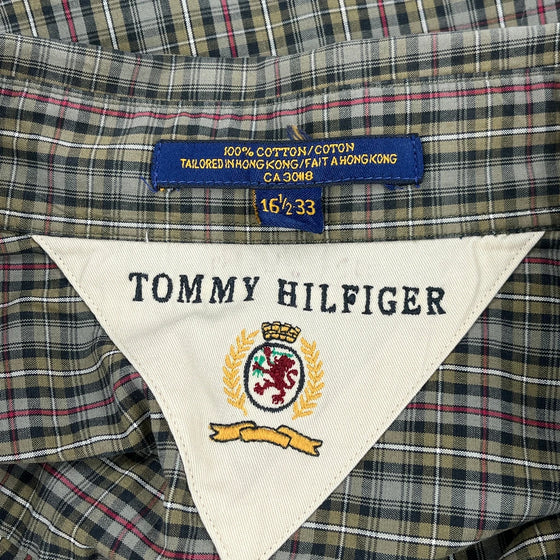 100% COTTON/COTON
TAILORED IN HONG KONG/FAIT A HONG KONG
CA 30118
16½-33
TOMMY HILFIGER